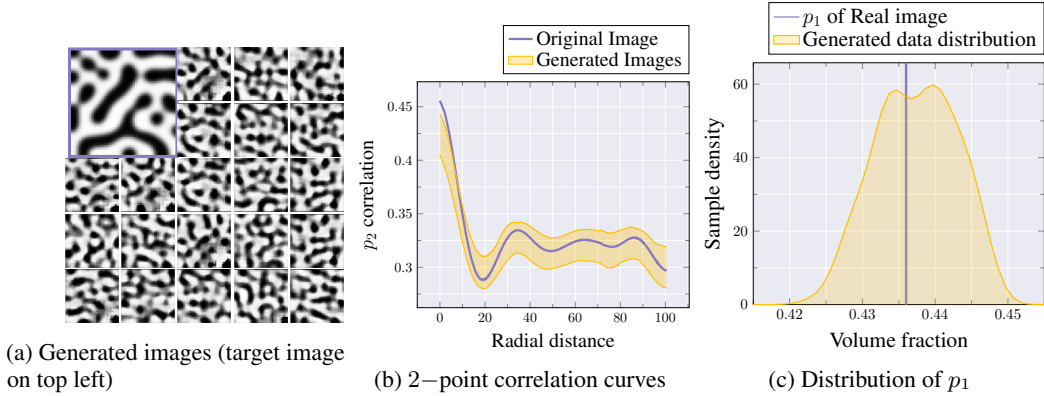 (a) Generated images (target image
on top left)
Original Image
Generated Images
p₂ correlation
0.45
0.4
0.35
0.3
0 20 40 60 80 100
Radial distance
(b) 2−point correlation curves
p₁ of Real image
Generated data distribution
Sample density
60
40
20
0
0.42 0.43 0.44 0.45
Volume fraction
(c) Distribution of p₁